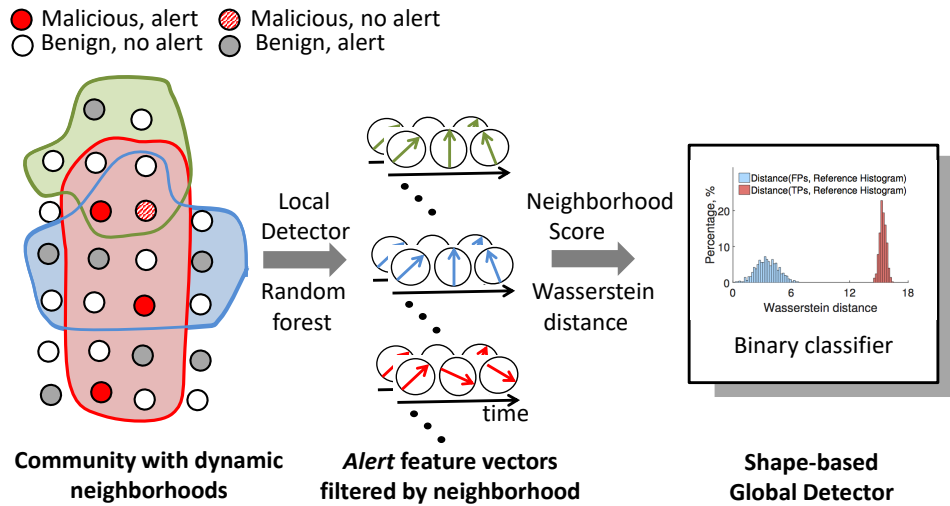 Malicious, alert
Malicious, no alert
Benign, no alert
Benign, alert
Local
Detector
Random
forest
time
Neighborhood
Score
Wasserstein
distance
Distance(FPs, Reference Histogram)
Distance(TPs, Reference Histogram)
Percentage, %
20
10
0
0
6
12
18
Wasserstein distance
Binary classifier
Community with dynamic
neighborhoods
Alert feature vectors
filtered by neighborhood
Shape-based
Global Detector